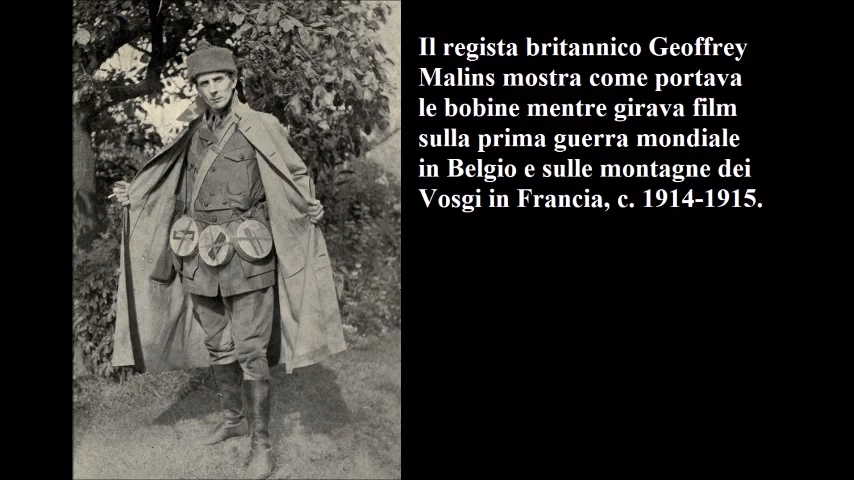 Il regista britannico Geoffrey
Malins mostra come portava
le bobine mentre girava film
sulla prima guerra mondiale
in Belgio e sulle montagne dei
Vosgi in Francia, c. 1914-1915.